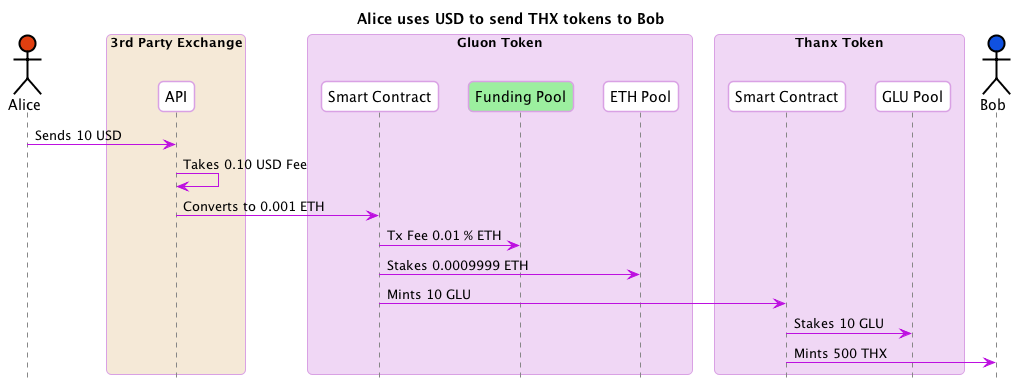 Alice uses USD to send THX tokens to Bob
3rd Party Exchange
Gluon Token
Thanx Token
Alice
API
Smart Contract
Funding Pool
ETH Pool
Smart Contract
GLU Pool
Bob
Sends 10 USD
Takes 0.10 USD Fee
Converts to 0.001 ETH
Tx Fee 0.01 % ETH
Stakes 0.0009999 ETH
Mints 10 GLU
Stakes 10 GLU
Mints 500 THX